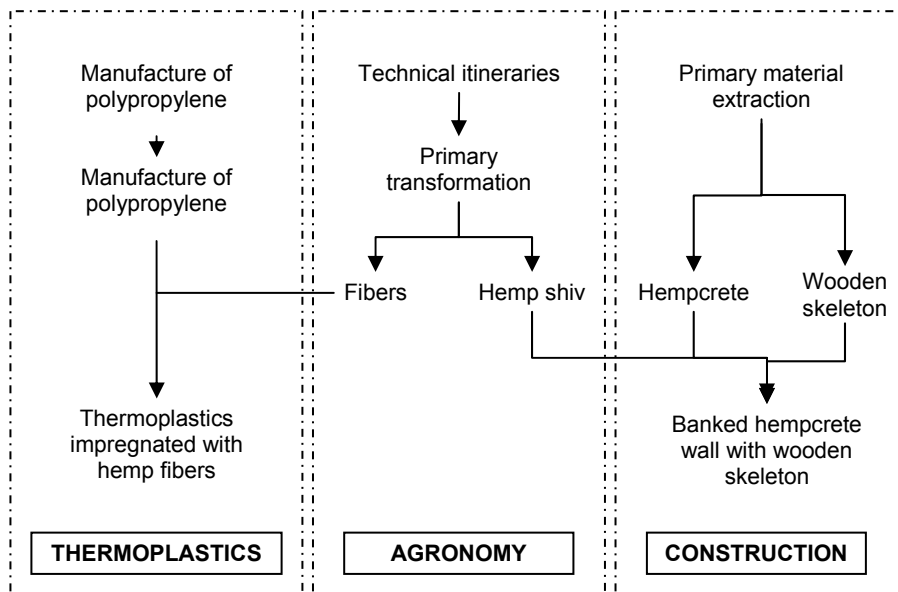 Manufacture of
polypropylene
Manufacture of
polypropylene
Thermoplastics
impregnated with
hemp fibers
THERMOPLASTICS
Technical itineraries
Primary
transformation
Fibers
Hemp shiv
AGRONOMY
Primary material
extraction
Hempcrete
Wooden
skeleton
Banked hempcrete
wall with wooden
skeleton
CONSTRUCTION